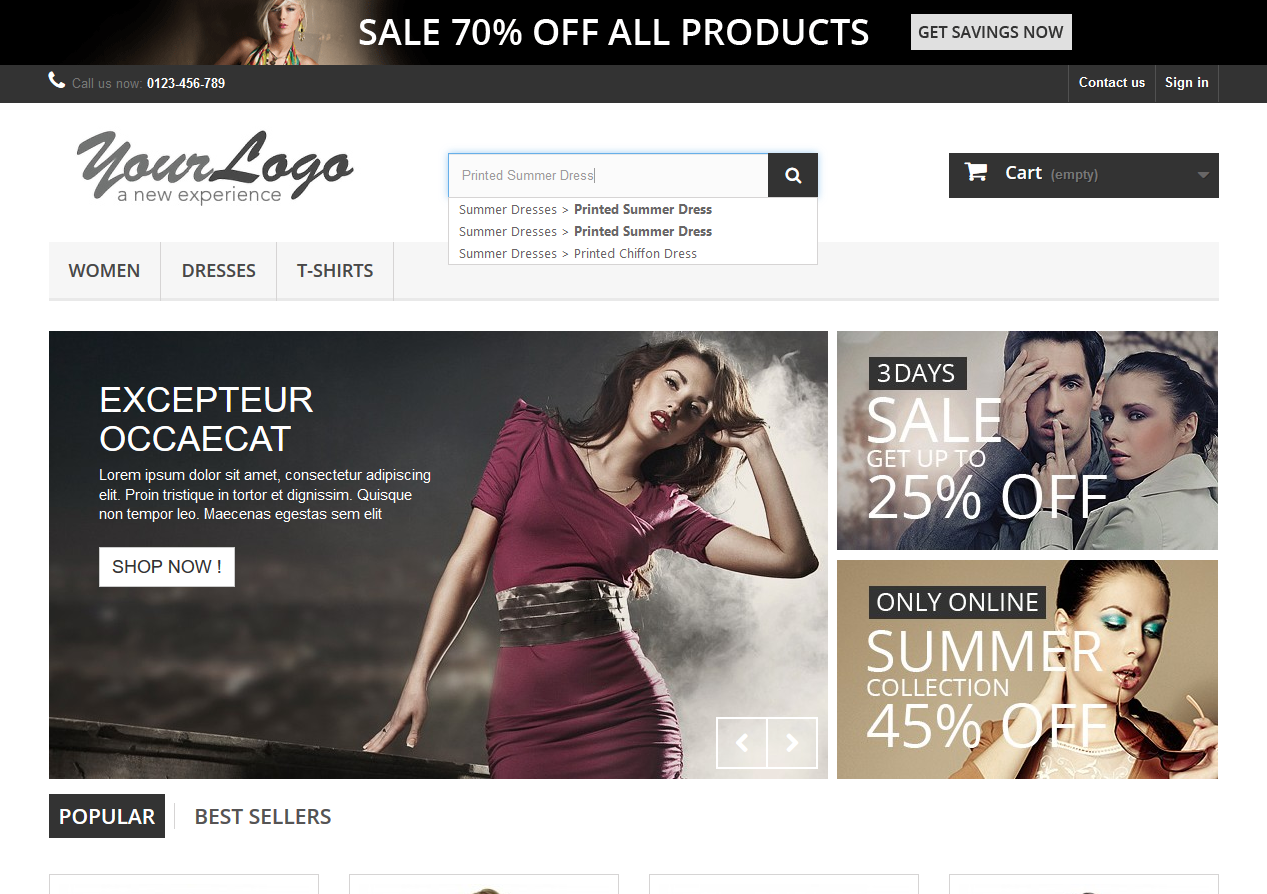 SALE 70% OFF ALL PRODUCTS
GET SAVINGS NOW
Call us now: 0123-456-789
Contact us
Sign in
YourLogo
a new experience
Printed Summer Dress
Cart (empty)
Summer Dresses > Printed Summer Dress
Summer Dresses > Printed Summer Dress
Summer Dresses > Printed Chiffon Dress
WOMEN
DRESSES
T-SHIRTS
EXCEPTEUR
OCCAECAT
Lorem ipsum dolor sit amet, consectetur adipiscing
elit. Proin tristique in tortor et dignissim. Quisque
non tempor leo. Maecenas egestas sem elit
SHOP NOW !
3 DAYS
SALE
GET UP TO
25% OFF
ONLY ONLINE
SUMMER
COLLECTION
45% OFF
POPULAR
BEST SELLERS